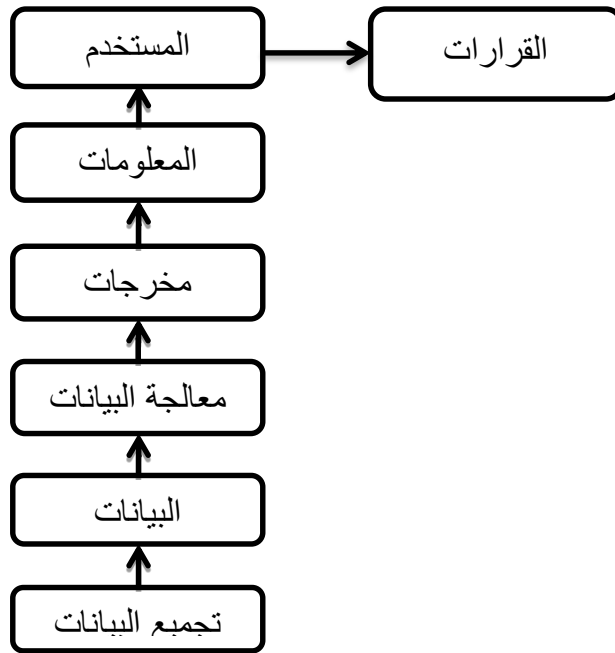 المستخدم
القرارات
المعلومات
مخرجات
معالجة البيانات
البيانات
تجميع البيانات